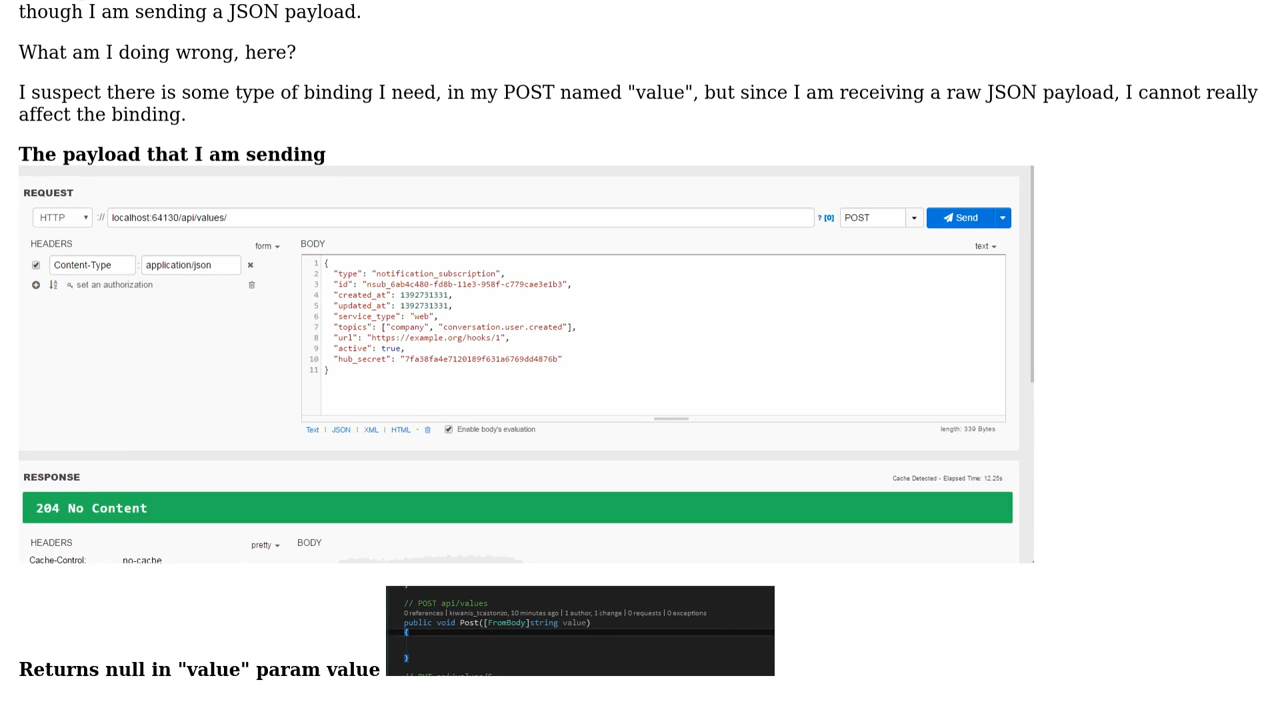 though I am sending a JSON payload.
What am I doing wrong, here?
I suspect there is some type of binding I need, in my POST named "value", but since I am receiving a raw JSON payload, I cannot really
affect the binding.
The payload that I am sending
REQUEST
HTTP :// localhost:64130/api/values/ ? [0] POST Send
HEADERS form BODY text
Content-Type : application/json
set an authorization
1 {
2 "type": "notification_subscription",
3 "id": "nsub_6ab4c480-fd8b-11e3-958f-c779cae3e1b3",
4 "created_at": 1392731331,
5 "updated_at": 1392731331,
6 "service_type": "web",
7 "topics": ["company", "conversation.user.created"],
8 "url": "https://example.org/hooks/1",
9 "active": true,
10 "hub_secret": "7fa38fa4e7120189f631a6769dd4876b"
11 }
Text | JSON | XML | HTML - Enable body's evaluation length: 339 Bytes
RESPONSE Cache Detected - Elapsed Time: 12.25s
204 No Content
HEADERS pretty BODY
Cache-Control: no-cache
// POST api/values
0 references | kiwanis_tcastonzo, 10 minutes ago | 1 author, 1 change | 0 requests | 0 exceptions
public void Post([FromBody]string value)
{
}
Returns null in "value" param value